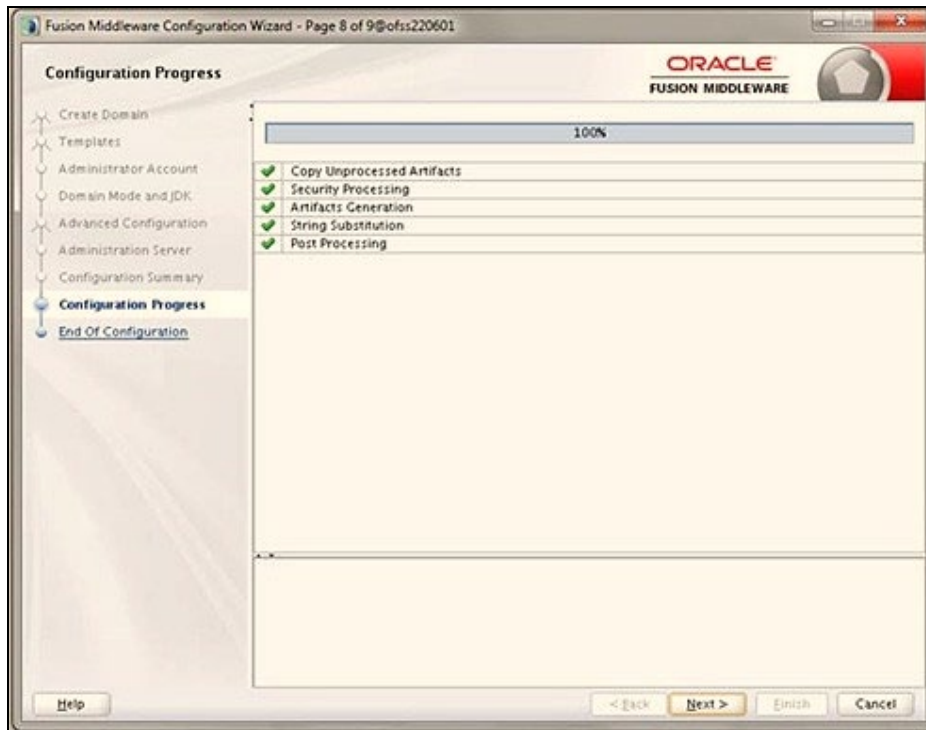 Fusion Middleware Configuration Wizard - Page 8 of 9@ofss220601
Configuration Progress
ORACLE
FUSION MIDDLEWARE
Create Domain
Templates
Administrator Account
Domain Mode and JDK
Advanced Configuration
Administration Server
Configuration Summary
Configuration Progress
End Of Configuration
100%
Copy Unprocessed Artifacts
Security Processing
Artifacts Generation
String Substitution
Post Processing
Help
< Back
Next >
Finish
Cancel